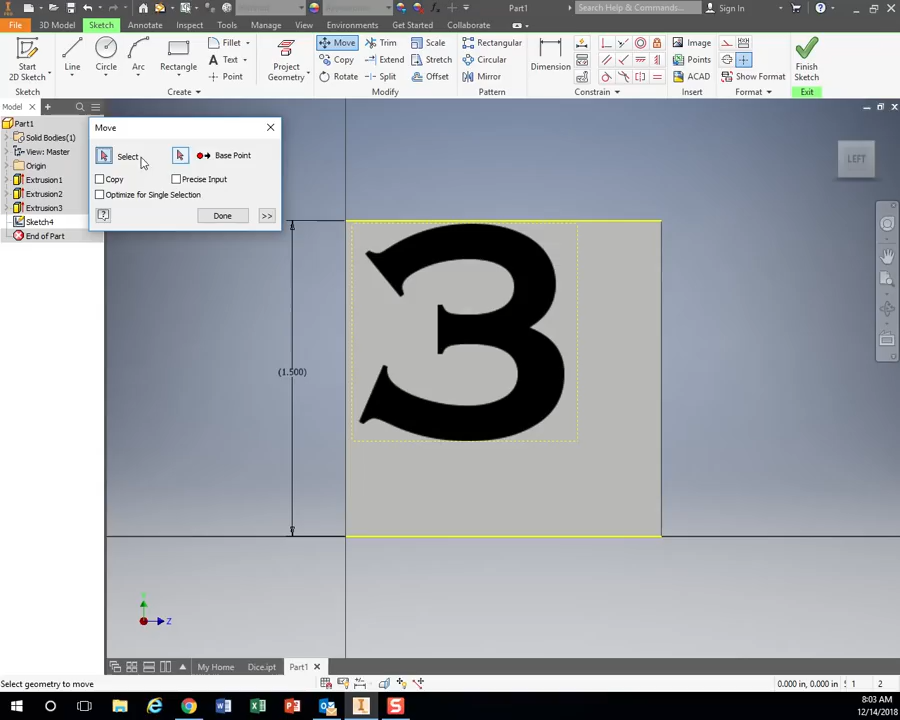 Part1
Search Help & Commands...
Sign In
File
Sketch
3D Model
Annotate
Inspect
Tools
Manage
View
Environments
Get Started
Collaborate
Start
2D Sketch
Line
Circle
Arc
Rectangle
Fillet
Text
Point
Project
Geometry
Move
Copy
Rotate
Trim
Extend
Split
Scale
Stretch
Offset
Rectangular
Circular
Mirror
Dimension
Image
Points
ACAD
Show Format
Finish
Sketch
Create
Modify
Pattern
Constrain
Insert
Format
Exit
Model
Part1
Solid Bodies(1)
View: Master
Origin
Extrusion1
Extrusion2
Extrusion3
Sketch4
End of Part
Move
Select
Base Point
Copy
Precise Input
Optimize for Single Selection
?
Done
>>
LEFT
3
(1.500)
Z
My Home
Dice.ipt
Part1
Select geometry to move
0.000 in, 0.000 in
1
2
8:03 AM
12/14/2018